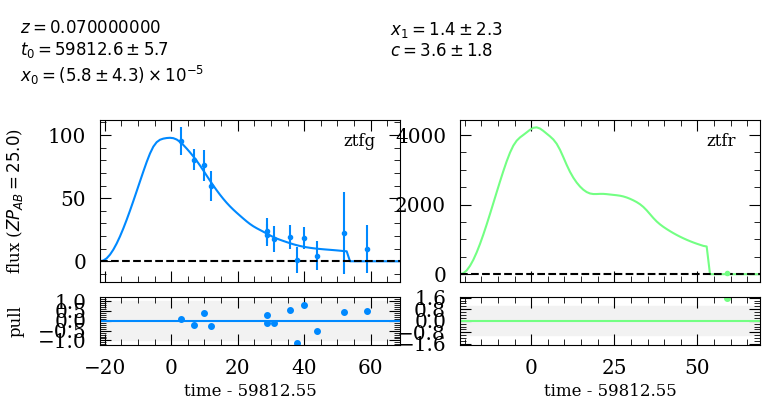 z = 0.070000000
t₀ = 59812.6 ± 5.7
x₀ = (5.8 ± 4.3) × 10⁻⁵
x₁ = 1.4 ± 2.3
c = 3.6 ± 1.8
flux (ZP_AB = 25.0)
100
50
0
ztfg
4000
2000
0
ztfr
pull
1.0
0.5
0.0
−0.5
−1.0
−20 0 20 40 60
time - 59812.55
1.6
0.8
0.0
−0.8
−1.6
0 25 50
time - 59812.55